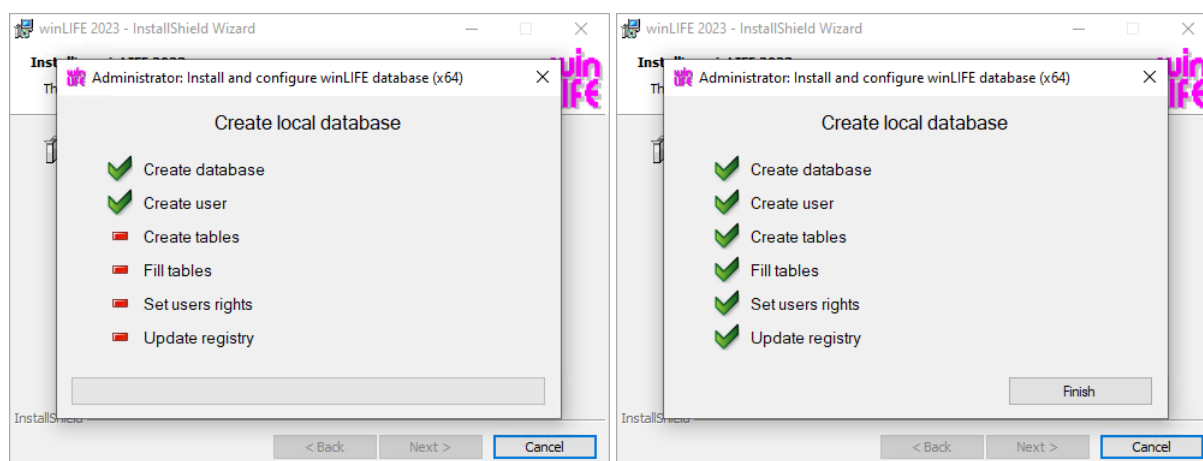 winLIFE 2023 - InstallShield Wizard
Administrator: Install and configure winLIFE database (x64)
Create local database
Create database
Create user
Create tables
Fill tables
Set users rights
Update registry
< Back Next > Cancel
winLIFE 2023 - InstallShield Wizard
Administrator: Install and configure winLIFE database (x64)
Create local database
Create database
Create user
Create tables
Fill tables
Set users rights
Update registry
Finish
< Back Next > Cancel